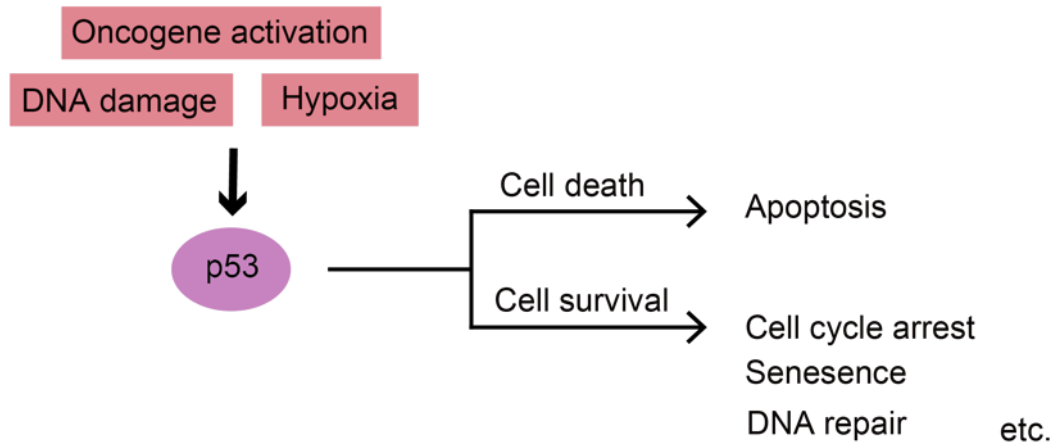 Oncogene activation
DNA damage
Hypoxia
p53
Cell death
Apoptosis
Cell survival
Cell cycle arrest
Senesence
DNA repair
etc.